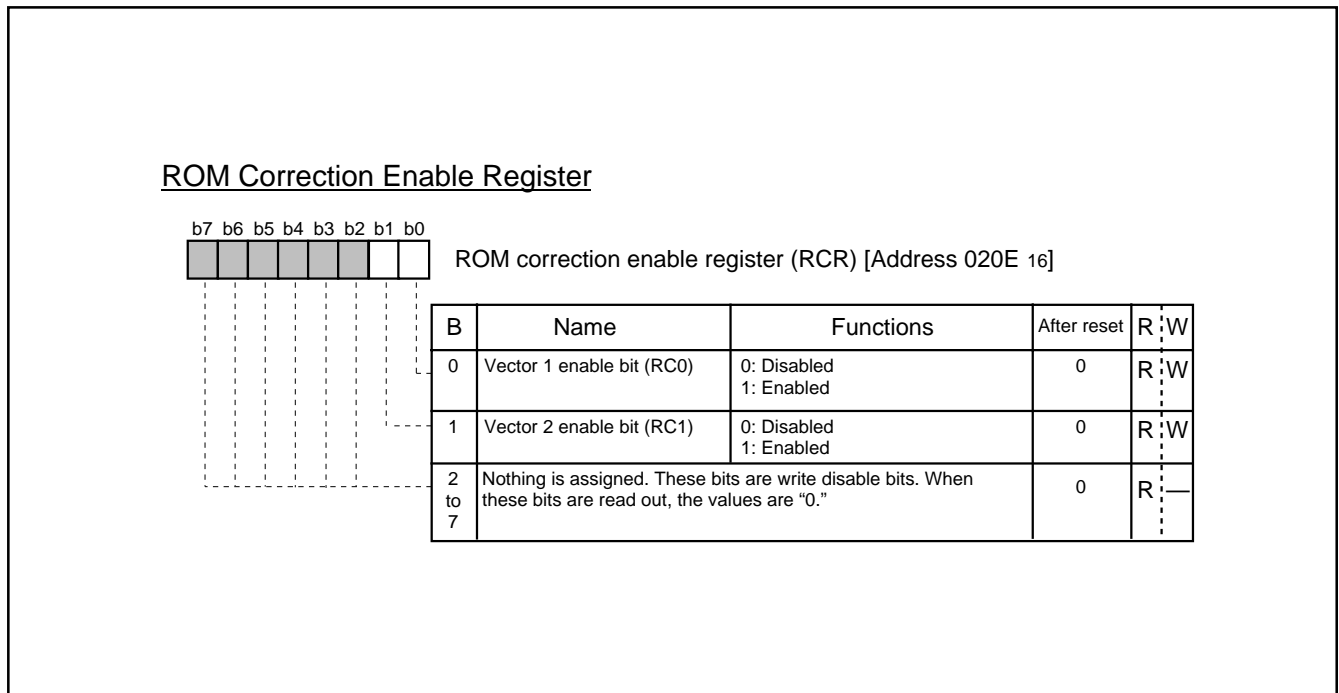 ROM Correction Enable Register
b7 b6 b5 b4 b3 b2 b1 b0
ROM correction enable register (RCR) [Address 020E 16]
B Name Functions After reset R W
0 Vector 1 enable bit (RC0) 0: Disabled 0 R W
1: Enabled
1 Vector 2 enable bit (RC1) 0: Disabled 0 R W
1: Enabled
2 to 7 Nothing is assigned. These bits are write disable bits. When 0 R —
these bits are read out, the values are “0.”